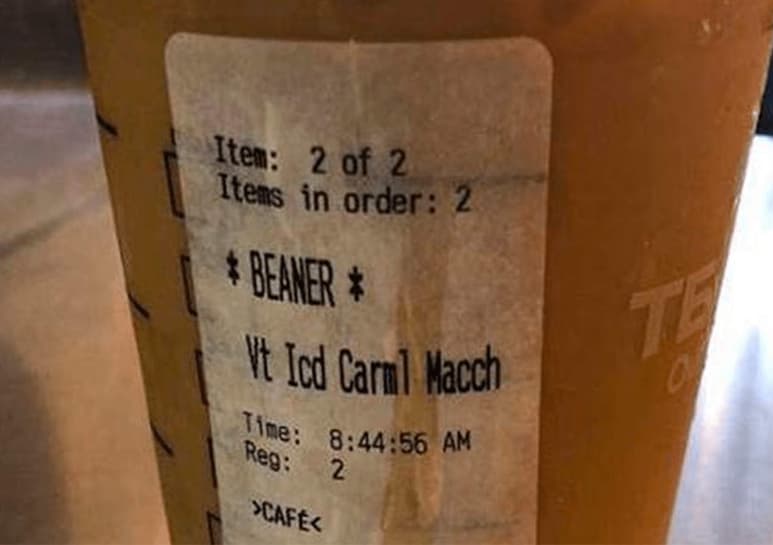 Item: 2 of 2
Items in order: 2
* BEANER *
Vt Icd Carml Macch
Time: 8:44:56 AM
Reg: 2
>CAFÉ<